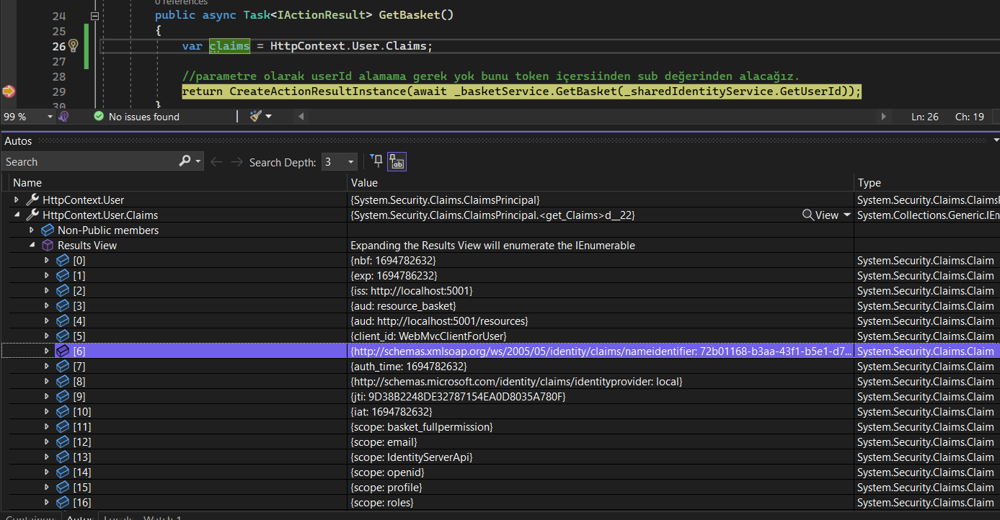 0 references
24 public async Task<IActionResult> GetBasket()
25 {
26 var claims = HttpContext.User.Claims;
27
28 //parametre olarak userId alamama gerek yok bunu token içersiinden sub değerinden alacağız.
29 return CreateActionResultInstance(await _basketService.GetBasket(_sharedIdentityService.GetUserId));
30 }
99 % No issues found Ln: 26 Ch: 19
Autos
Search Search Depth: 3
Name Value Type
HttpContext.User {System.Security.Claims.ClaimsPrincipal} System.Security.Claims.ClaimsP
HttpContext.User.Claims {System.Security.Claims.ClaimsPrincipal.<get_Claims>d__22} View System.Collections.Generic.IEn
Non-Public members
Results View Expanding the Results View will enumerate the IEnumerable
[0] {nbf: 1694782632} System.Security.Claims.Claim
[1] {exp: 1694786232} System.Security.Claims.Claim
[2] {iss: http://localhost:5001} System.Security.Claims.Claim
[3] {aud: resource_basket} System.Security.Claims.Claim
[4] {aud: http://localhost:5001/resources} System.Security.Claims.Claim
[5] {client_id: WebMvcClientForUser} System.Security.Claims.Claim
[6] {http://schemas.xmlsoap.org/ws/2005/05/identity/claims/nameidentifier: 72b01168-b3aa-43f1-b5e1-d7... System.Security.Claims.Claim
[7] {auth_time: 1694782632} System.Security.Claims.Claim
[8] {http://schemas.microsoft.com/identity/claims/identityprovider: local} System.Security.Claims.Claim
[9] {jti: 9D38B2248DE32787154EA0D8035A780F} System.Security.Claims.Claim
[10] {iat: 1694782632} System.Security.Claims.Claim
[11] {scope: basket_fullpermission} System.Security.Claims.Claim
[12] {scope: email} System.Security.Claims.Claim
[13] {scope: IdentityServerApi} System.Security.Claims.Claim
[14] {scope: openid} System.Security.Claims.Claim
[15] {scope: profile} System.Security.Claims.Claim
[16] {scope: roles} System.Security.Claims.Claim
Containers Autos Locals Watch 1